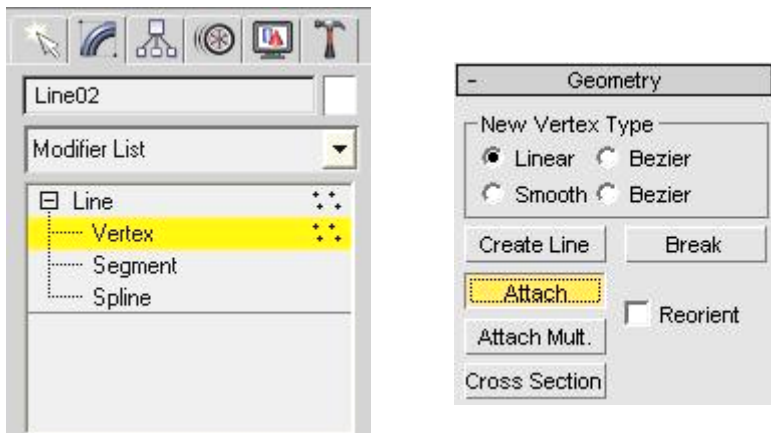 Line02
Modifier List
Line
Vertex
Segment
Spline
- Geometry
New Vertex Type
Linear Bezier
Smooth Bezier
Create Line Break
Attach
Reorient
Attach Mult.
Cross Section